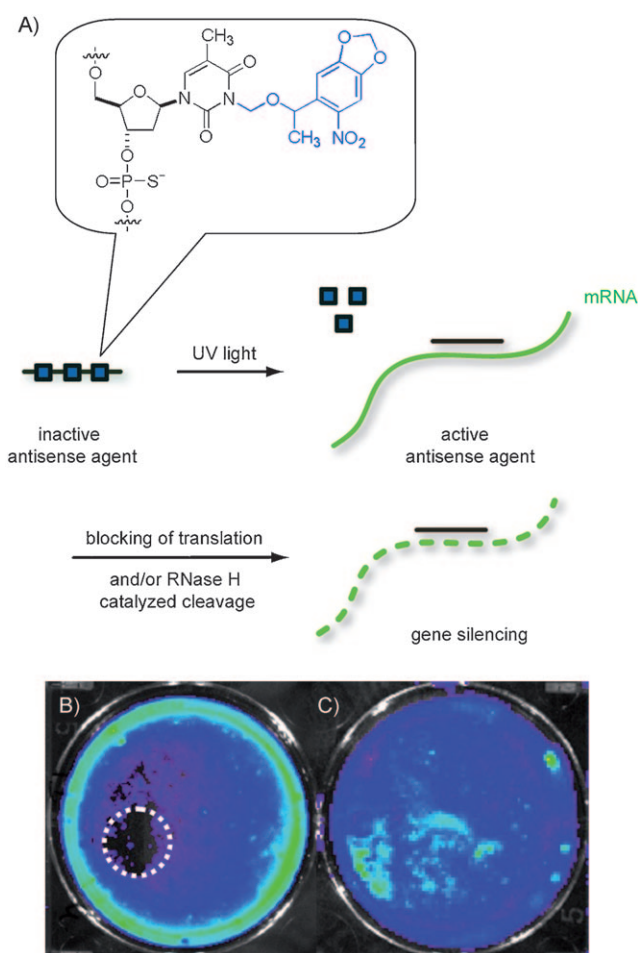 A)
CH3
O
O
O
O
O
N
N
O
O
O
CH3
NO2
O
O=P-S−
O
mRNA
UV light
inactive
antisense agent
active
antisense agent
blocking of translation
and/or RNase H
catalyzed cleavage
gene silencing
B)
C)
5